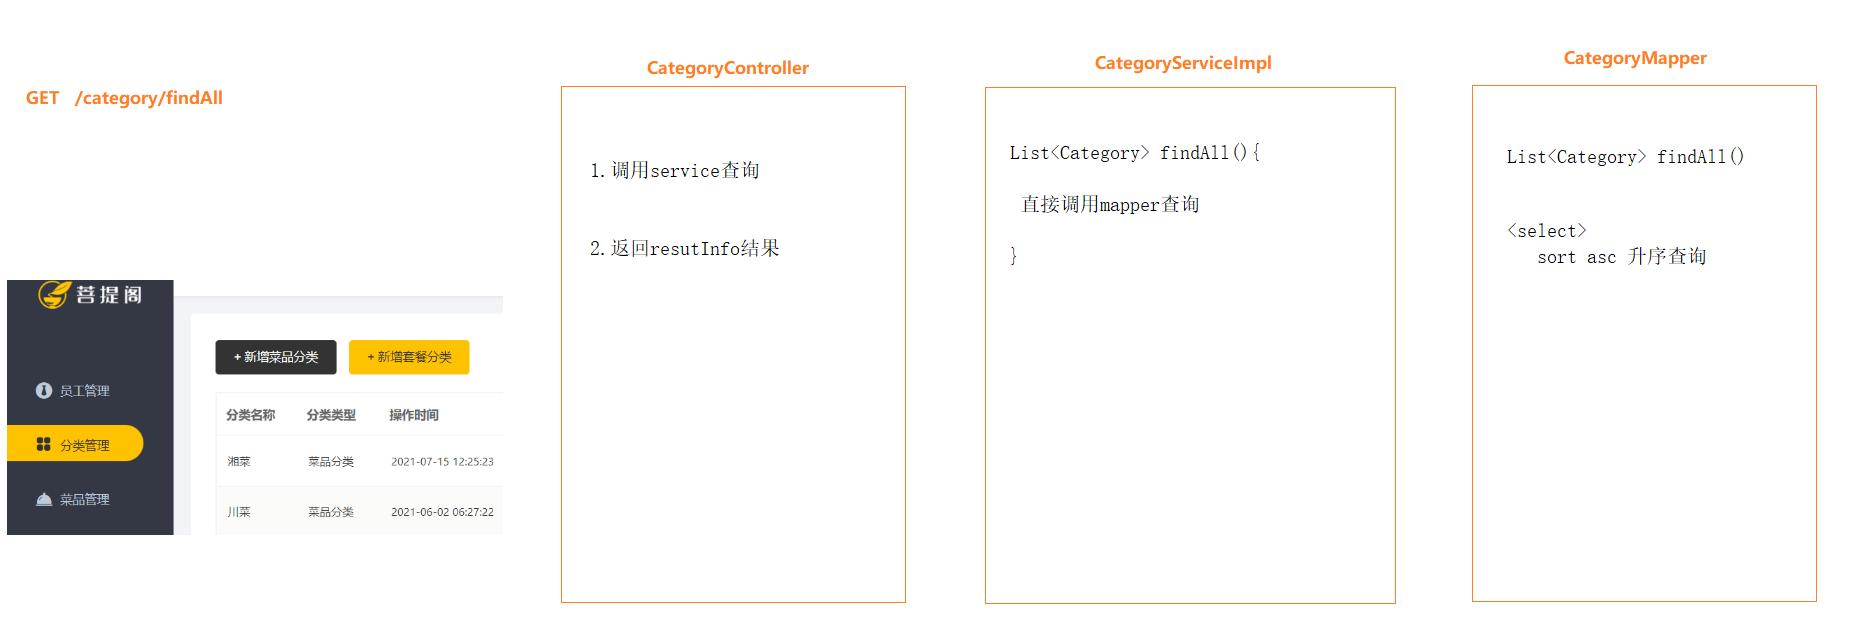 GET /category/findAll
菩提阁
员工管理
分类管理
菜品管理
+ 新增菜品分类
+ 新增套餐分类
分类名称 分类类型 操作时间
湘菜 菜品分类 2021-07-15 12:25:23
川菜 菜品分类 2021-06-02 06:27:22
CategoryController
1.调用service查询
2.返回resutInfo结果
CategoryServiceImpl
List<Category> findAll(){
直接调用mapper查询
}
CategoryMapper
List<Category> findAll()
<select>
sort asc 升序查询